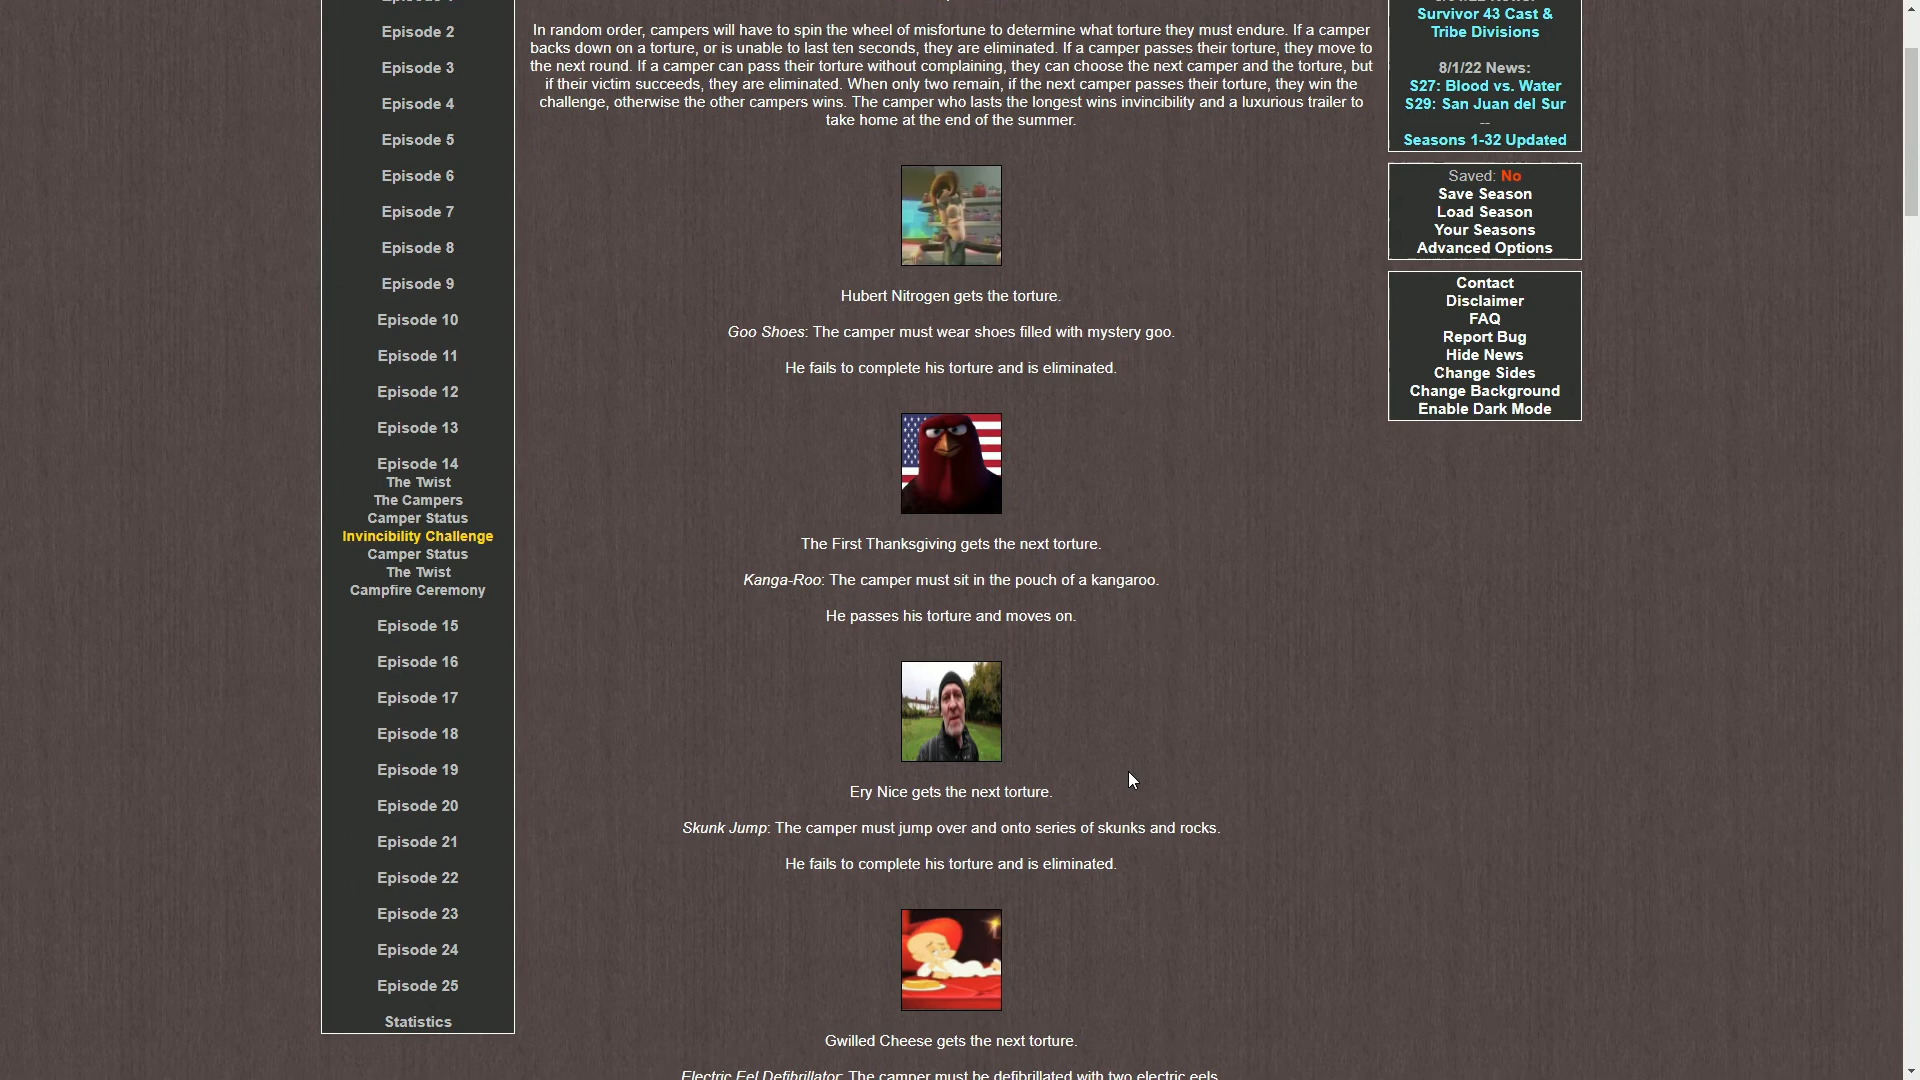 Episode 2
Episode 3
Episode 4
Episode 5
Episode 6
Episode 7
Episode 8
Episode 9
Episode 10
Episode 11
Episode 12
Episode 13
Episode 14
The Twist
The Campers
Camper Status
Invincibility Challenge
Camper Status
The Twist
Campfire Ceremony
Episode 15
Episode 16
Episode 17
Episode 18
Episode 19
Episode 20
Episode 21
Episode 22
Episode 23
Episode 24
Episode 25
Statistics
In random order, campers will have to spin the wheel of misfortune to determine what torture they must endure. If a camper
backs down on a torture, or is unable to last ten seconds, they are eliminated. If a camper passes their torture, they move to
the next round. If a camper can pass their torture without complaining, they can choose the next camper and the torture, but
if their victim succeeds, they are eliminated. When only two remain, if the next camper passes their torture, they win the
challenge, otherwise the other campers wins. The camper who lasts the longest wins invincibility and a luxurious trailer to
take home at the end of the summer.
Hubert Nitrogen gets the torture.
Goo Shoes: The camper must wear shoes filled with mystery goo.
He fails to complete his torture and is eliminated.
The First Thanksgiving gets the next torture.
Kanga-Roo: The camper must sit in the pouch of a kangaroo.
He passes his torture and moves on.
Ery Nice gets the next torture.
Skunk Jump: The camper must jump over and onto series of skunks and rocks.
He fails to complete his torture and is eliminated.
Gwilled Cheese gets the next torture.
Electric Eel Defibrillator: The camper must be defibrillated with two electric eels.
Survivor 43 Cast &
Tribe Divisions
8/1/22 News:
S27: Blood vs. Water
S29: San Juan del Sur
--
Seasons 1-32 Updated
Saved: No
Save Season
Load Season
Your Seasons
Advanced Options
Contact
Disclaimer
FAQ
Report Bug
Hide News
Change Sides
Change Background
Enable Dark Mode